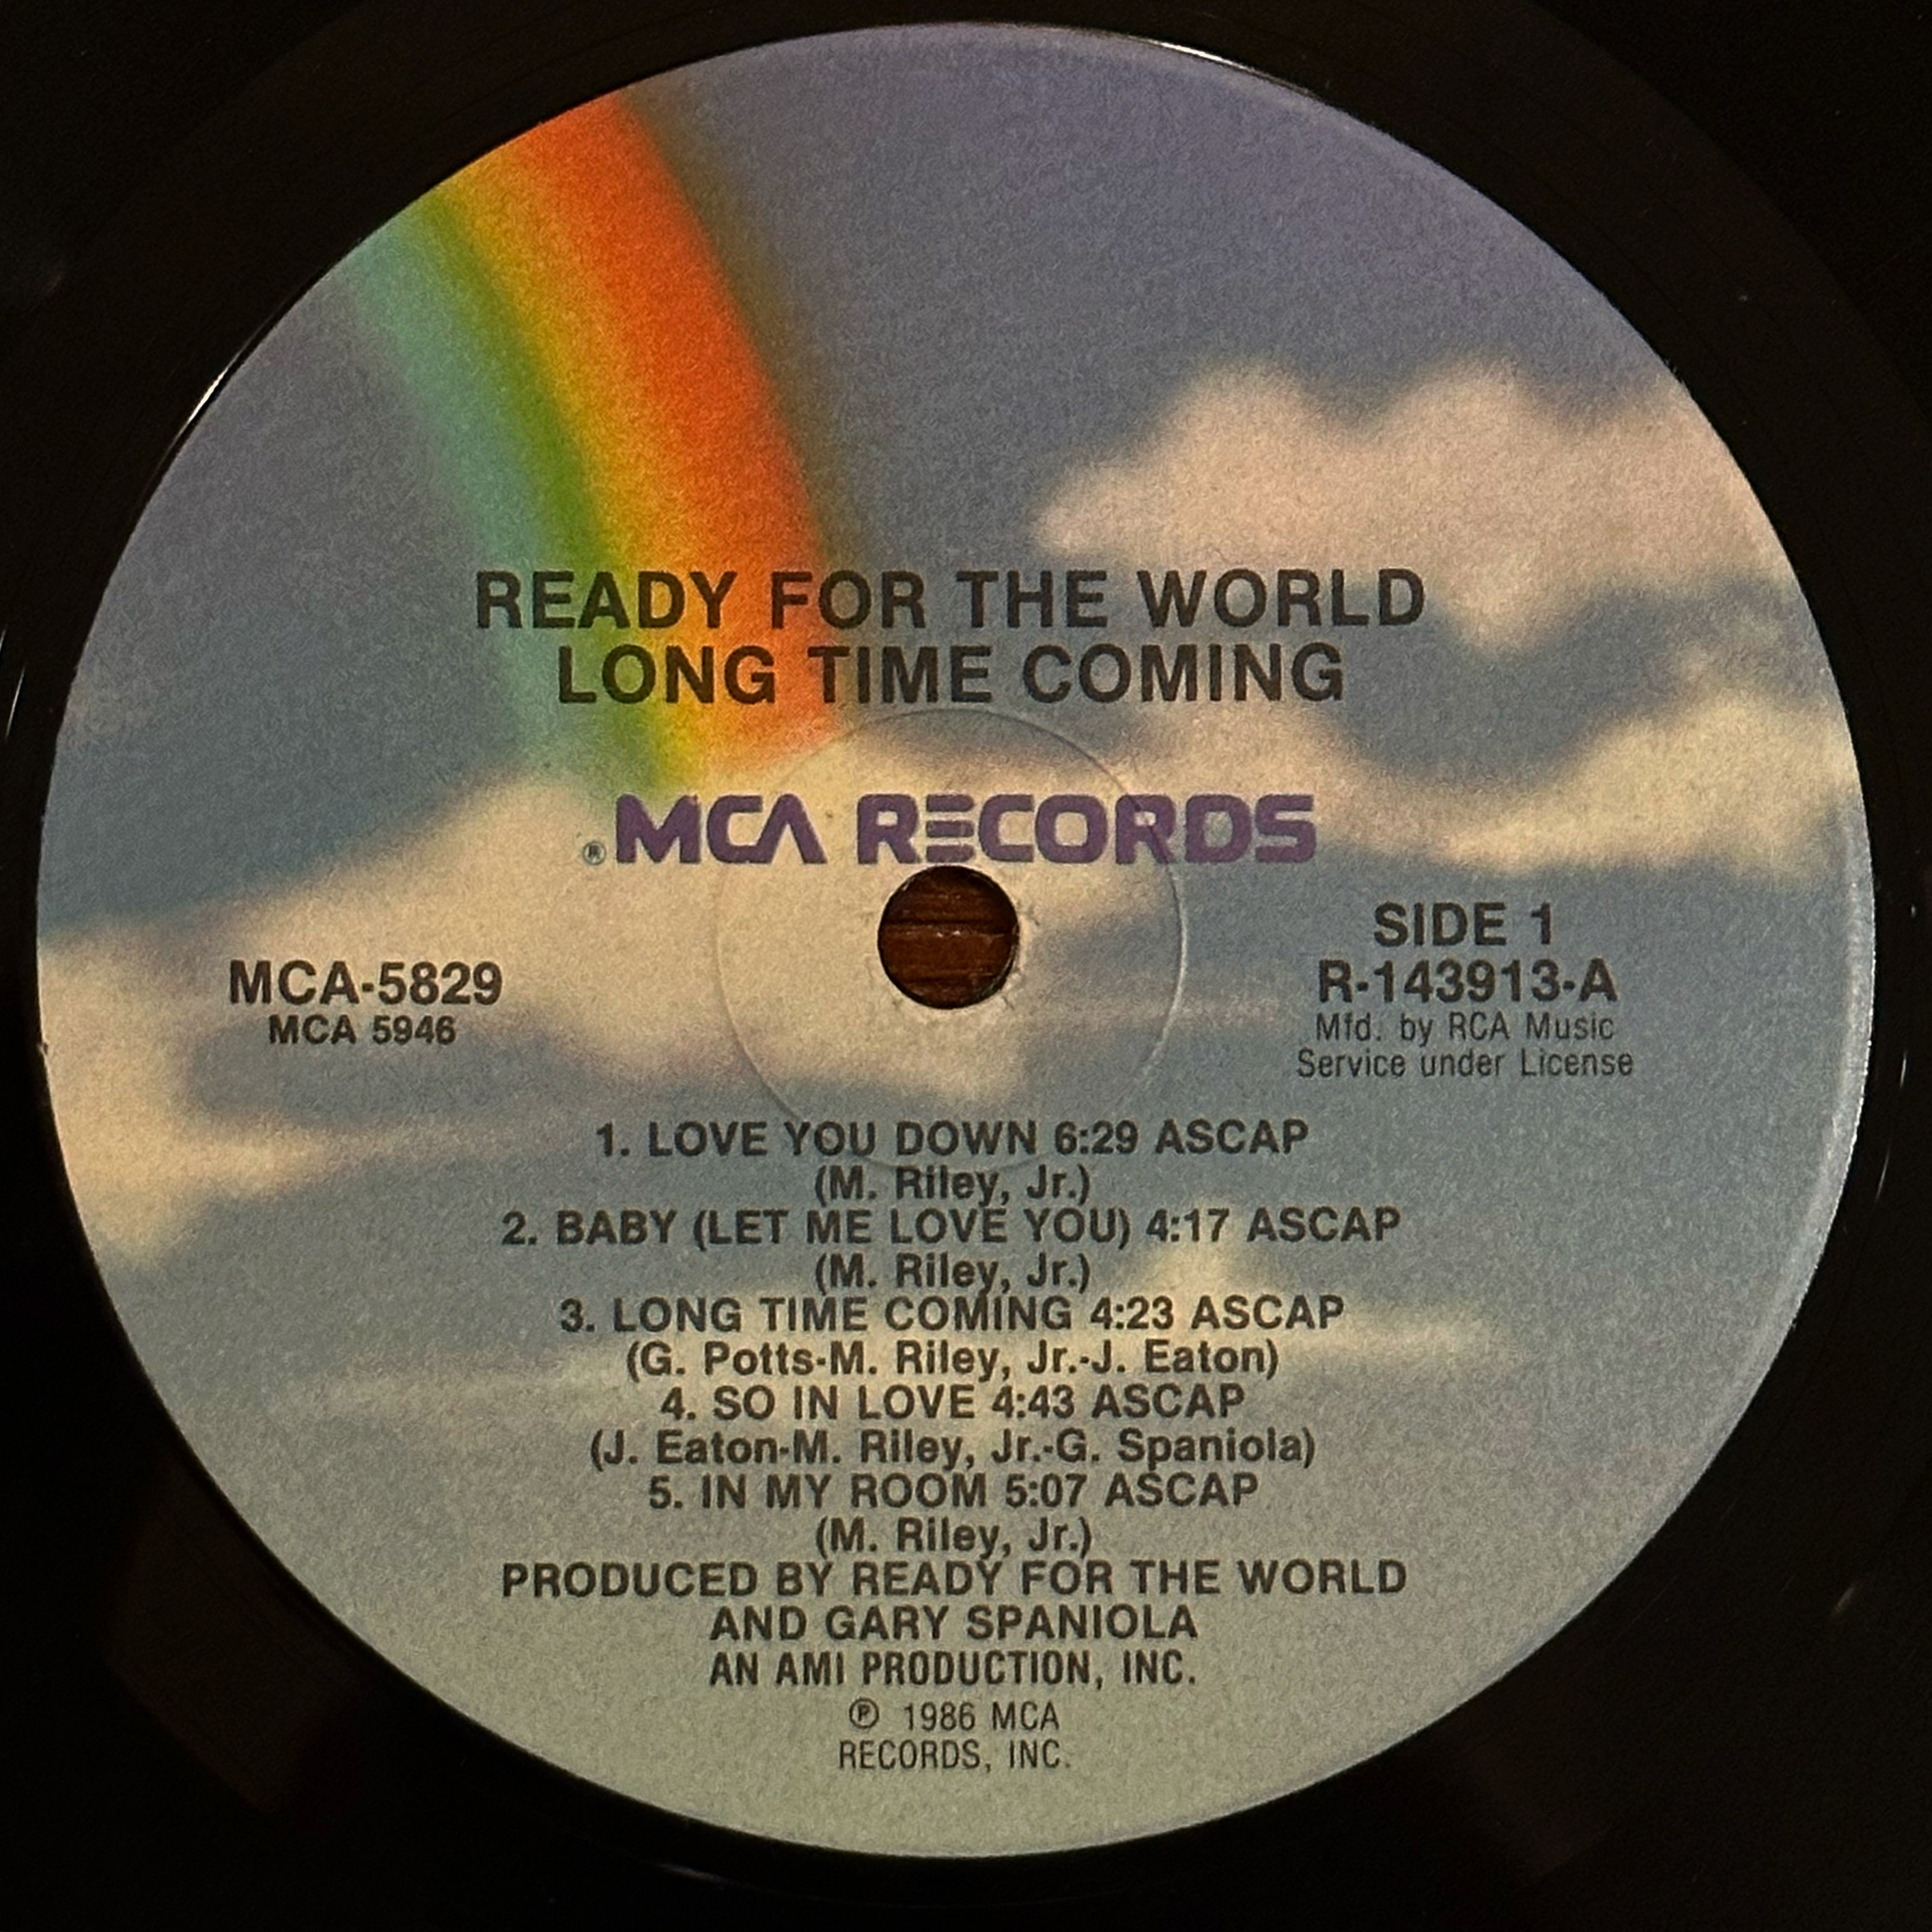 READY FOR THE WORLD
LONG TIME COMING
® MCA RECORDS
MCA-5829
MCA 5946
SIDE 1
R-143913-A
Mfd. by RCA Music
Service under License
1. LOVE YOU DOWN 6:29 ASCAP
(M. Riley, Jr.)
2. BABY (LET ME LOVE YOU) 4:17 ASCAP
(M. Riley, Jr.)
3. LONG TIME COMING 4:23 ASCAP
(G. Potts-M. Riley, Jr.-J. Eaton)
4. SO IN LOVE 4:43 ASCAP
(J. Eaton-M. Riley, Jr.-G. Spaniola)
5. IN MY ROOM 5:07 ASCAP
(M. Riley, Jr.)
PRODUCED BY READY FOR THE WORLD
AND GARY SPANIOLA
AN AMI PRODUCTION, INC.
℗ 1986 MCA
RECORDS, INC.